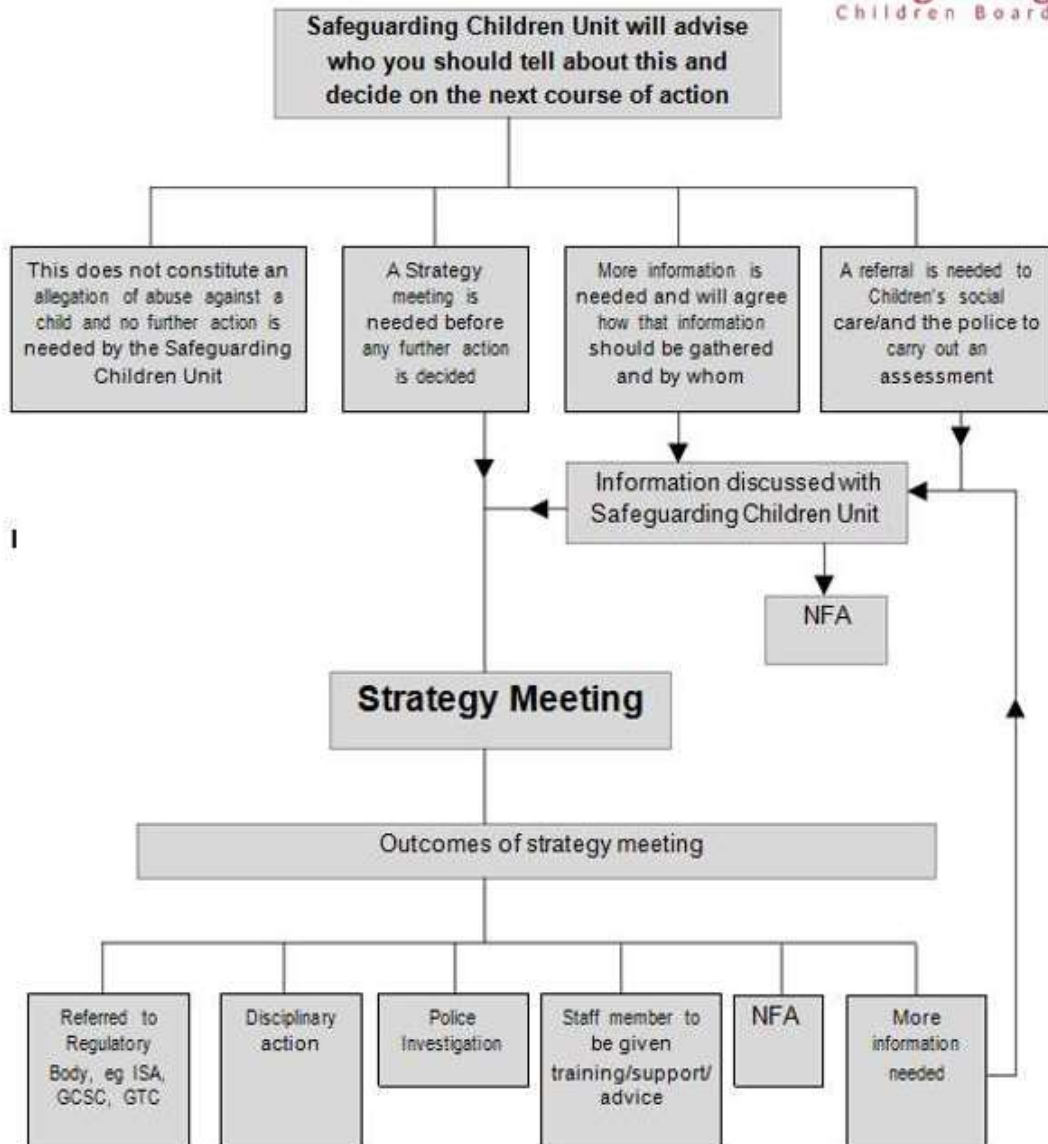 Children Board
Safeguarding Children Unit will advise
who you should tell about this and
decide on the next course of action
This does not constitute an
allegation of abuse against a
child and no further action is
needed by the Safeguarding
Children Unit
A Strategy
meeting is
needed before
any further action
is decided
More information is
needed and will agree
how that information
should be gathered
and by whom
A referral is needed to
Children's social
care/and the police to
carry out an
assessment
Information discussed with
Safeguarding Children Unit
I
NFA
Strategy Meeting
Outcomes of strategy meeting
Referred to
Regulatory
Body, eg ISA,
GCSC, GTC
Disciplinary
action
Police
Investigation
Staff member to
be given
training/support/
advice
NFA
More
information
needed